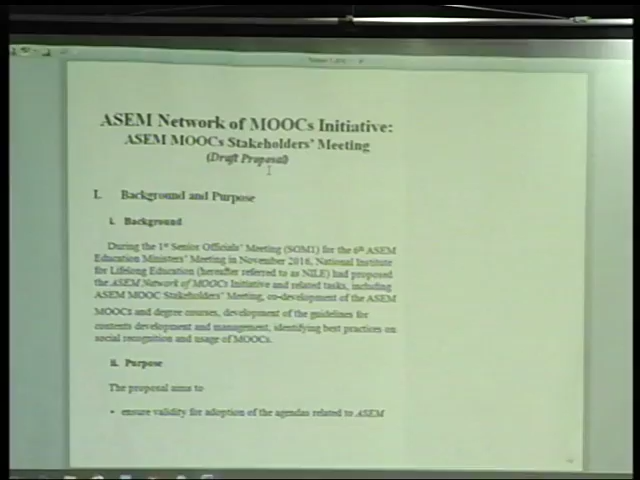 ASEM Network of MOOCs Initiative:
ASEM MOOCs Stakeholders' Meeting
(Draft Proposal)
I. Background and Purpose
i. Background
During the 1st Senior Officials' Meeting (SOM1) for the 6th ASEM
Education Ministers' Meeting in November 2016, National Institute
for Lifelong Education (hereafter referred to as NILE) had proposed
the ASEM Network of MOOCs Initiative and related tasks, including
ASEM MOOC Stakeholders' Meeting, co-development of the ASEM
MOOCs and degree courses, development of the guidelines for
contents development and management, identifying best practices on
social recognition and usage of MOOCs.
ii. Purpose
The proposal aims to
• ensure validity for adoption of the agendas related to ASEM